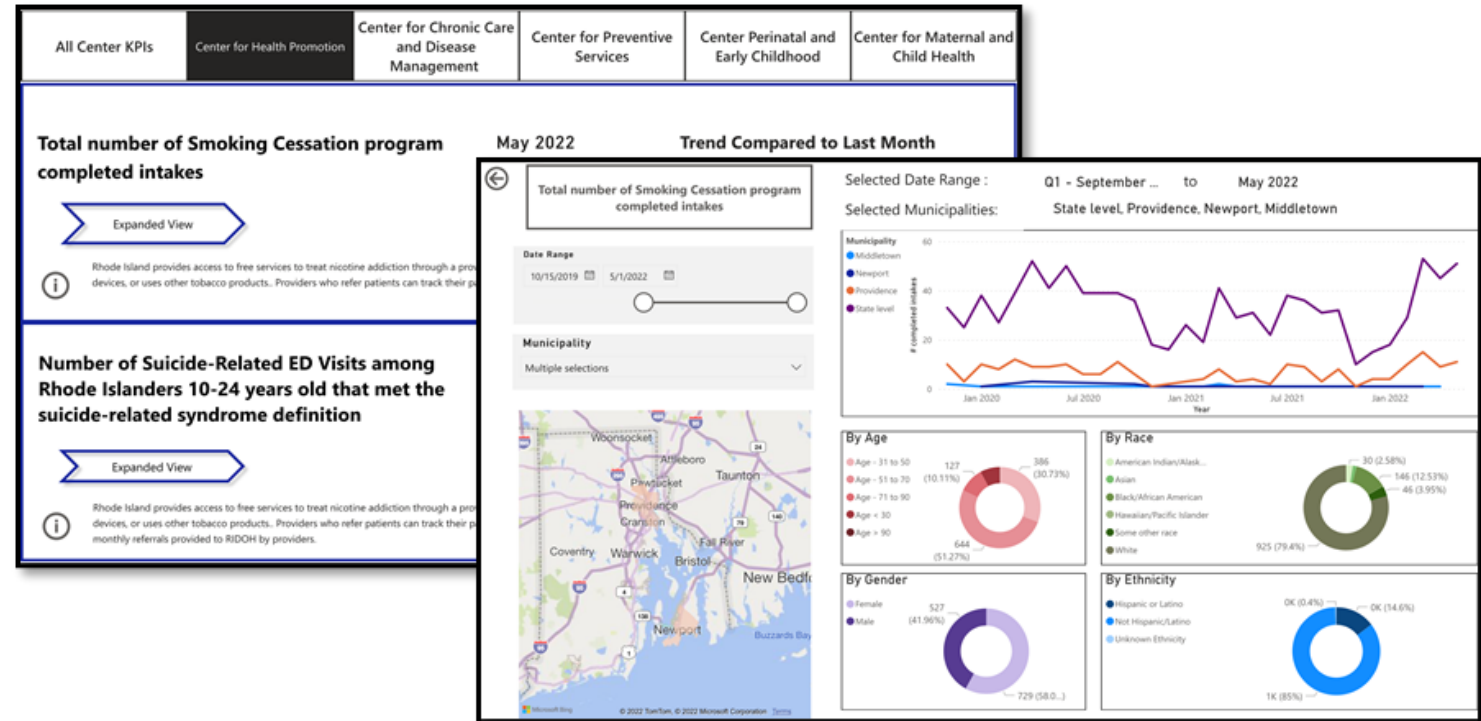 All Center KPIs
Center for Health Promotion
Center for Chronic Care
and Disease
Management
Center for Preventive
Services
Center Perinatal and
Early Childhood
Center for Maternal and
Child Health
Total number of Smoking Cessation program
completed intakes
May 2022
Trend Compared to Last Month
Expanded View
Rhode Island provides access to free services to treat nicotine addiction through a
devices, or uses other tobacco products.. Providers who refer patients can track their
Number of Suicide-Related ED Visits among
Rhode Islanders 10-24 years old that met the
suicide-related syndrome definition
Expanded View
Rhode Island provides access to free services to treat nicotine addiction through a
devices, or uses other tobacco products.. Providers who refer patients can track their
monthly referrals provided to RIDOH by providers.
Total number of Smoking Cessation program
completed intakes
Selected Date Range :
Q1 - September ...
to
May 2022
Selected Municipalities:
State level, Providence, Newport, Middletown
Date Range
10/15/2019
5/1/2022
Municipality
Multiple selections
Woonsocket
Attleboro
Pawtucket
Taunton
Providence
Cranston
Coventry
Warwick
Fall River
Bristol
New Bedf
Newport
Buzzards Bay
24
79
140
4
138
1
Microsoft Bing
© 2022 TomTom, © 2022 Microsoft Corporation
Terms
Municipality
Middletown
Newport
Providence
State level
# completed intakes
60
40
20
0
Jan 2020
Jul 2020
Jan 2021
Jul 2021
Jan 2022
Year
By Age
Age - 31 to 50
Age - 51 to 70
Age - 71 to 90
Age < 30
Age > 90
127
(10.11%)
386
(30.73%)
644
(51.27%)
By Race
American Indian/Alask...
Asian
Black/African American
Hawaiian/Pacific Islander
Some other race
White
30 (2.58%)
146 (12.53%)
46 (3.95%)
925 (79.4%)
By Gender
Female
Male
527
(41.96%)
729 (58.0...)
By Ethnicity
Hispanic or Latino
Not Hispanic/Latino
Unknown Ethnicity
0K (0.4%)
0K (14.6%)
1K (85%)